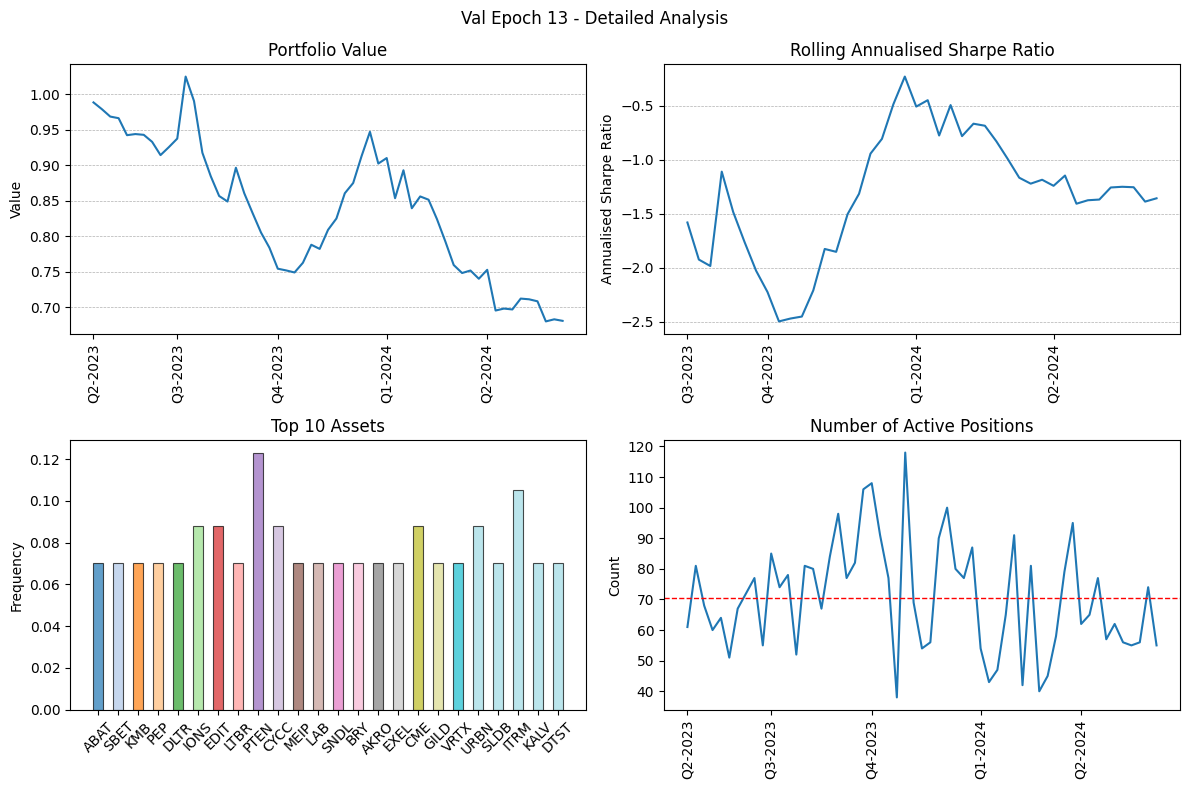 Val Epoch 13 - Detailed Analysis
Portfolio Value
Value
1.00
0.95
0.90
0.85
0.80
0.75
0.70
Q2-2023
Q3-2023
Q4-2023
Q1-2024
Q2-2024
Rolling Annualised Sharpe Ratio
Annualised Sharpe Ratio
−0.5
−1.0
−1.5
−2.0
−2.5
Q3-2023
Q4-2023
Q1-2024
Q2-2024
Top 10 Assets
Frequency
0.12
0.10
0.08
0.06
0.04
0.02
0.00
ABAT
SBET
KMB
PEP
DLTR
IONS
EDIT
LTBR
PTEN
CYCC
MEIP
LAB
SNDL
BRY
AKRO
EXEL
CME
GILD
VRTX
URBN
SLDB
ITRM
KALV
DTST
Number of Active Positions
Count
120
110
100
90
80
70
60
50
40
Q2-2023
Q3-2023
Q4-2023
Q1-2024
Q2-2024